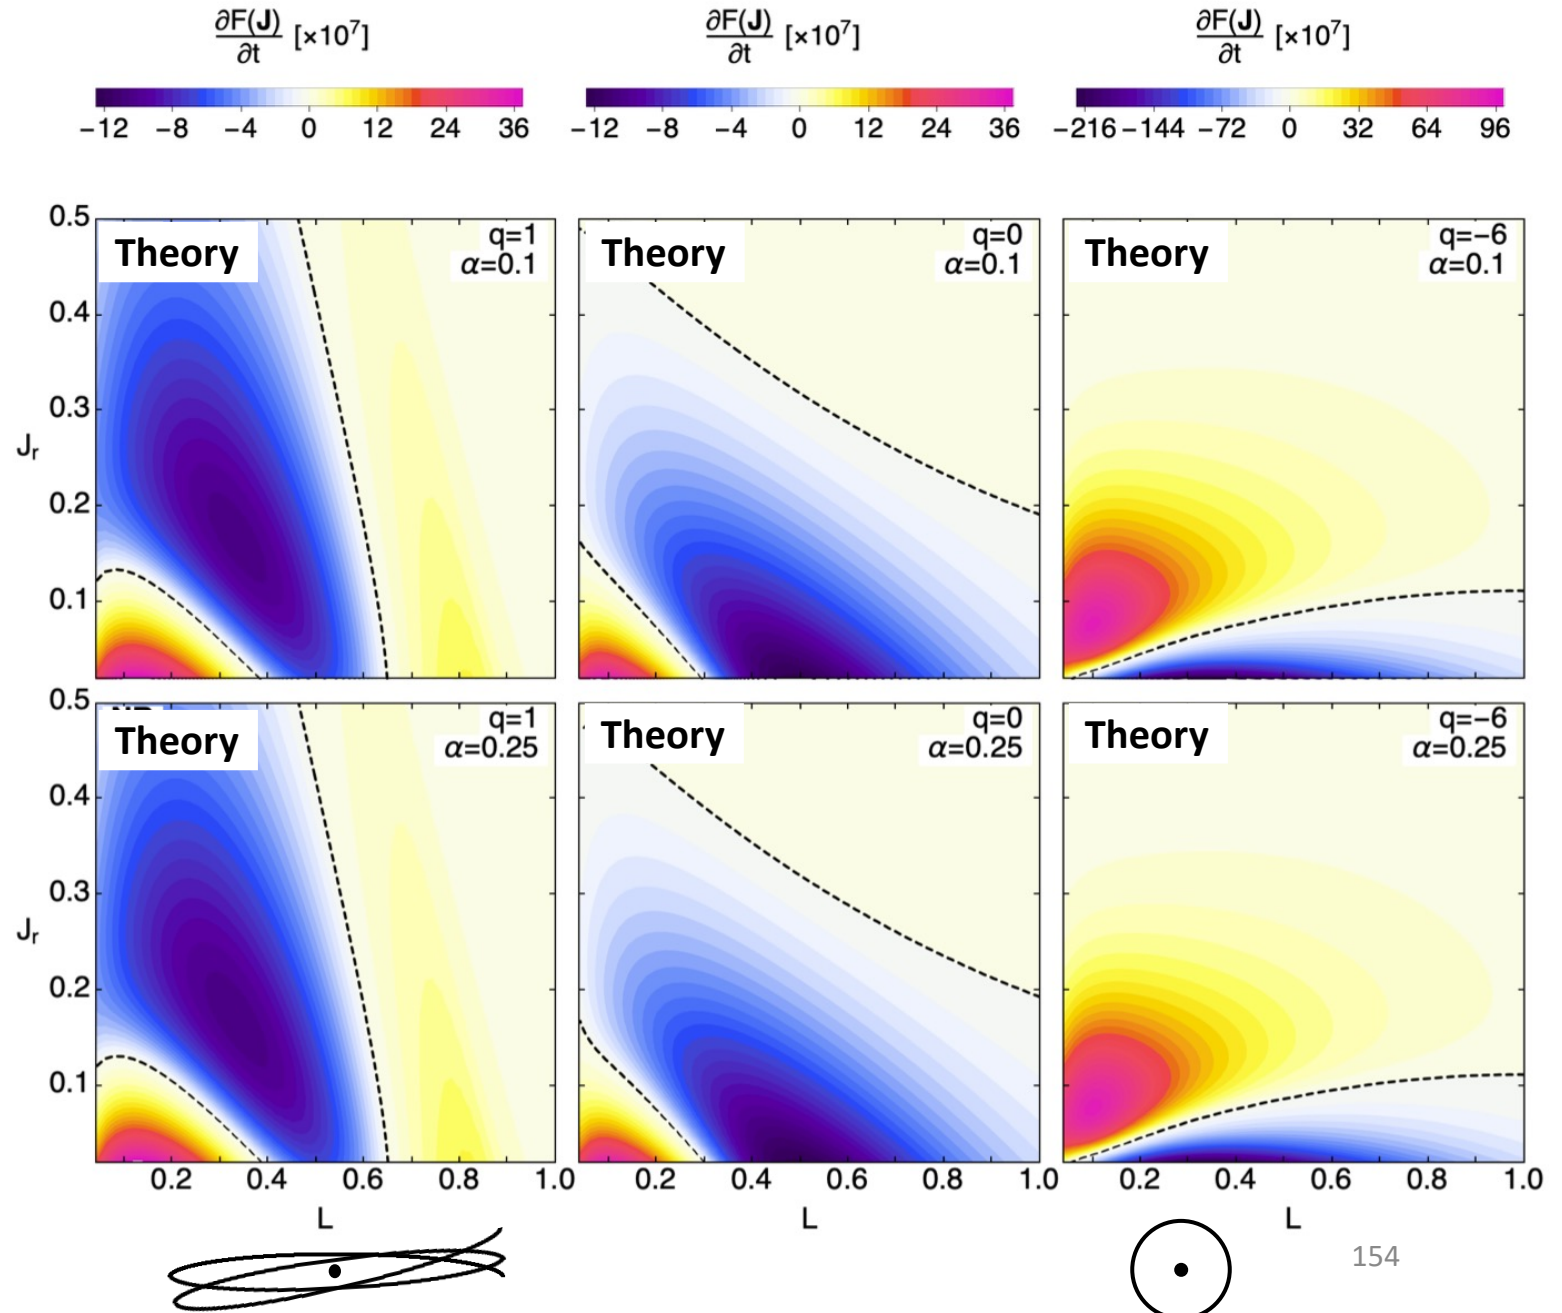 ∂F(J)/∂t [×10⁷] ∂F(J)/∂t [×10⁷] ∂F(J)/∂t [×10⁷]
−12 −8 −4 0 12 24 36 −12 −8 −4 0 12 24 36 −216 −144 −72 0 32 64 96
0.5
Theory q=1 Theory q=0 Theory q=−6
α=0.1 α=0.1 α=0.1
0.4
0.3
Jᵣ
0.2
0.1
0.5
Theory q=1 Theory q=0 Theory q=−6
α=0.25 α=0.25 α=0.25
0.4
0.3
Jᵣ
0.2
0.1
0.2 0.4 0.6 0.8 1.0 0.2 0.4 0.6 0.8 1.0 0.2 0.4 0.6 0.8 1.0
L L L
154